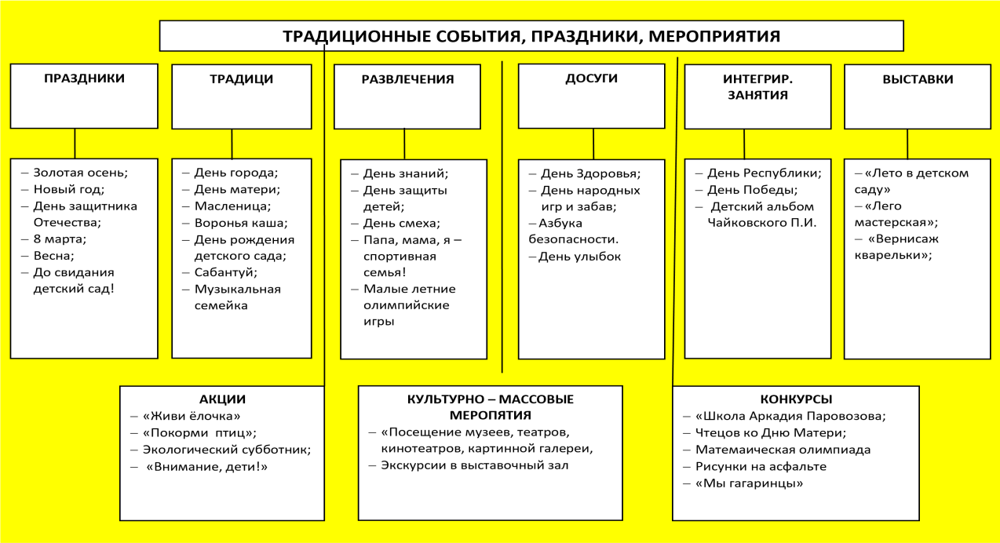 ТРАДИЦИОННЫЕ СОБЫТИЯ, ПРАЗДНИКИ, МЕРОПРИЯТИЯ
ПРАЗДНИКИ
– Золотая осень;
– Новый год;
– День защитника
Отечества;
– 8 марта;
– Весна;
– До свидания
детский сад!
ТРАДИЦИ
– День города;
– День матери;
– Масленица;
– Воронья каша;
– День рождения
детского сада;
– Сабантуй;
– Музыкальная
семейка
РАЗВЛЕЧЕНИЯ
– День знаний;
– День защиты
детей;
– День смеха;
– Папа, мама, я –
спортивная
семья!
– Малые летние
олимпийские
игры
ДОСУГИ
– День Здоровья;
– День народных
игр и забав;
– Азбука
безопасности.
– День улыбок
ИНТЕГРИР.
ЗАНЯТИЯ
– День Республики;
– День Победы;
– Детский альбом
Чайковского П.И.
ВЫСТАВКИ
– «Лето в детском
саду»
– «Лего
мастерская»;
– «Вернисаж
кварельки»;
АКЦИИ
– «Живи ёлочка»
– «Покорми птиц»;
– Экологический субботник;
– «Внимание, дети!»
КУЛЬТУРНО – МАССОВЫЕ
МЕРОПЯТИЯ
– «Посещение музеев, театров,
кинотеатров, картинной галереи,
– Экскурсии в выставочный зал
КОНКУРСЫ
– «Школа Аркадия Паровозова;
– Чтецов ко Дню Матери;
– Матемаическая олимпиада
– Рисунки на асфальте
– «Мы гагаринцы»